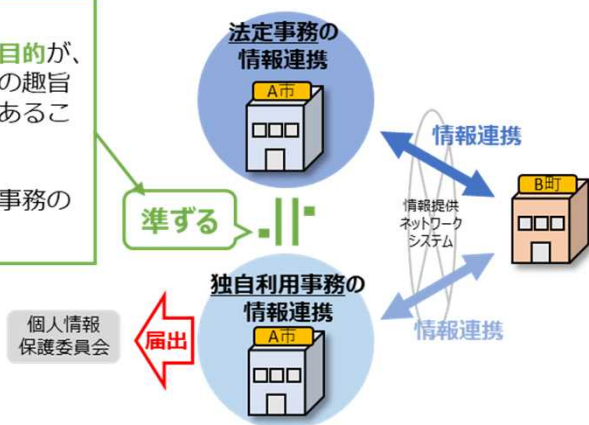 目的が、
の趣旨
あるこ
事務の
法定事務の
情報連携
A市
準ずる
情報連携
情報提供
ネットワーク
システム
B町
独自利用事務の
情報連携
A市
情報連携
届出
個人情報
保護委員会